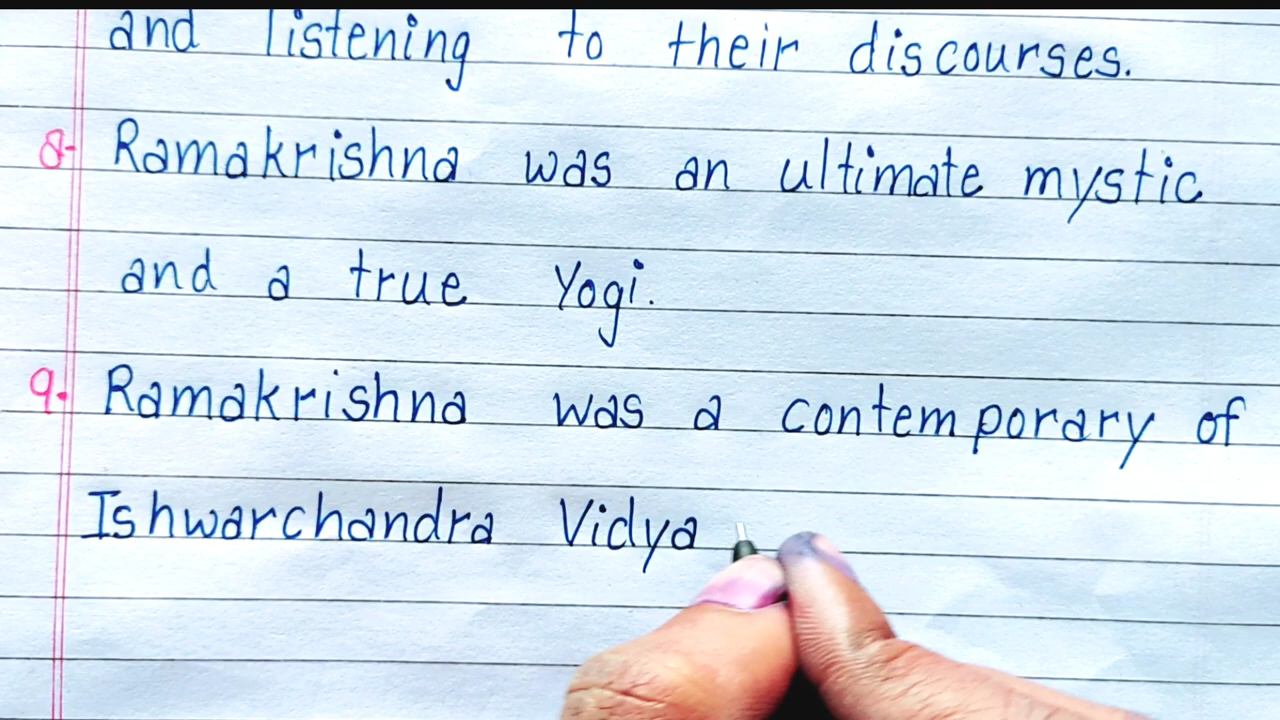 and listening to their discourses.
8- Ramakrishna was an ultimate mystic
and a true Yogi.
9. Ramakrishna was a contemporary of
Ishwarchandra Vidya